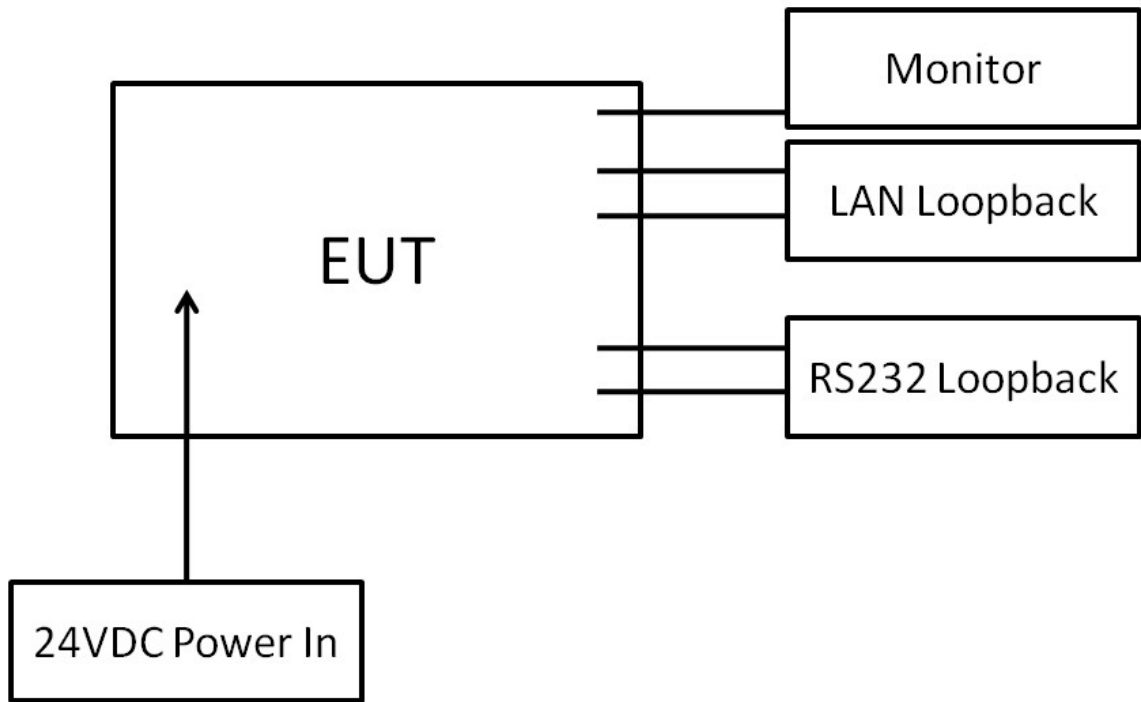 Monitor
LAN Loopback
EUT
RS232 Loopback
24VDC Power In